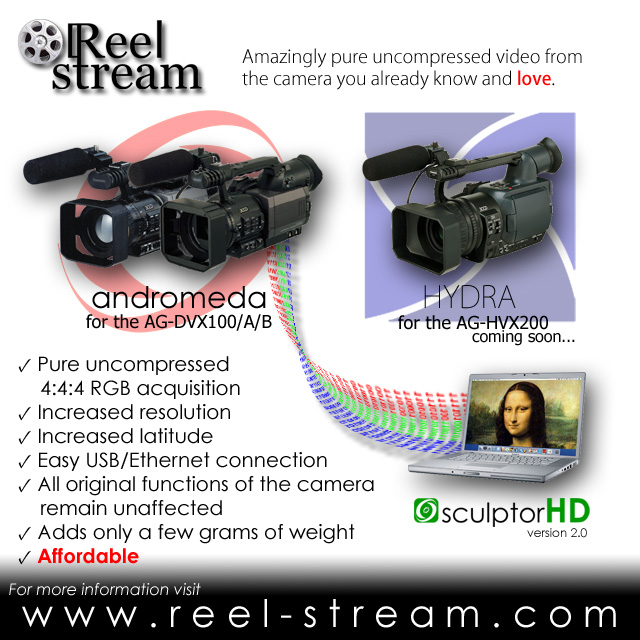 Reel
stream
Amazingly pure uncompressed video from
the camera you already know and love.
andromeda
for the AG-DVX100/A/B
HYDRA
for the AG-HVX200
coming soon...
✓ Pure uncompressed
4:4:4 RGB acquisition
✓ Increased resolution
✓ Increased latitude
✓ Easy USB/Ethernet connection
✓ All original functions of the camera
remain unaffected
✓ Adds only a few grams of weight
✓ Affordable
sculptorHD
version 2.0
For more information visit
www.reel-stream.com